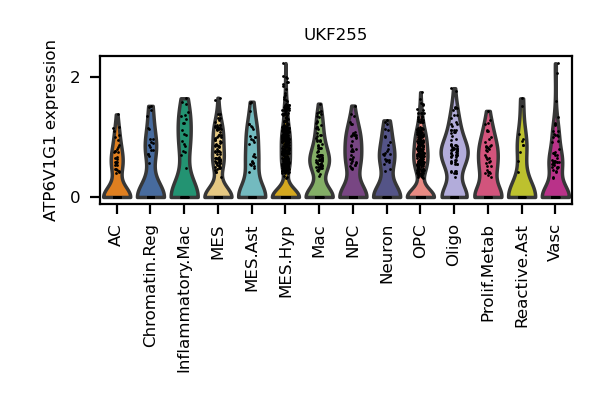 UKF255
ATP6V1G1 expression
2
0
AC
Chromatin.Reg
Inflammatory.Mac
MES
MES.Ast
MES.Hyp
Mac
NPC
Neuron
OPC
Oligo
Prolif.Metab
Reactive.Ast
Vasc